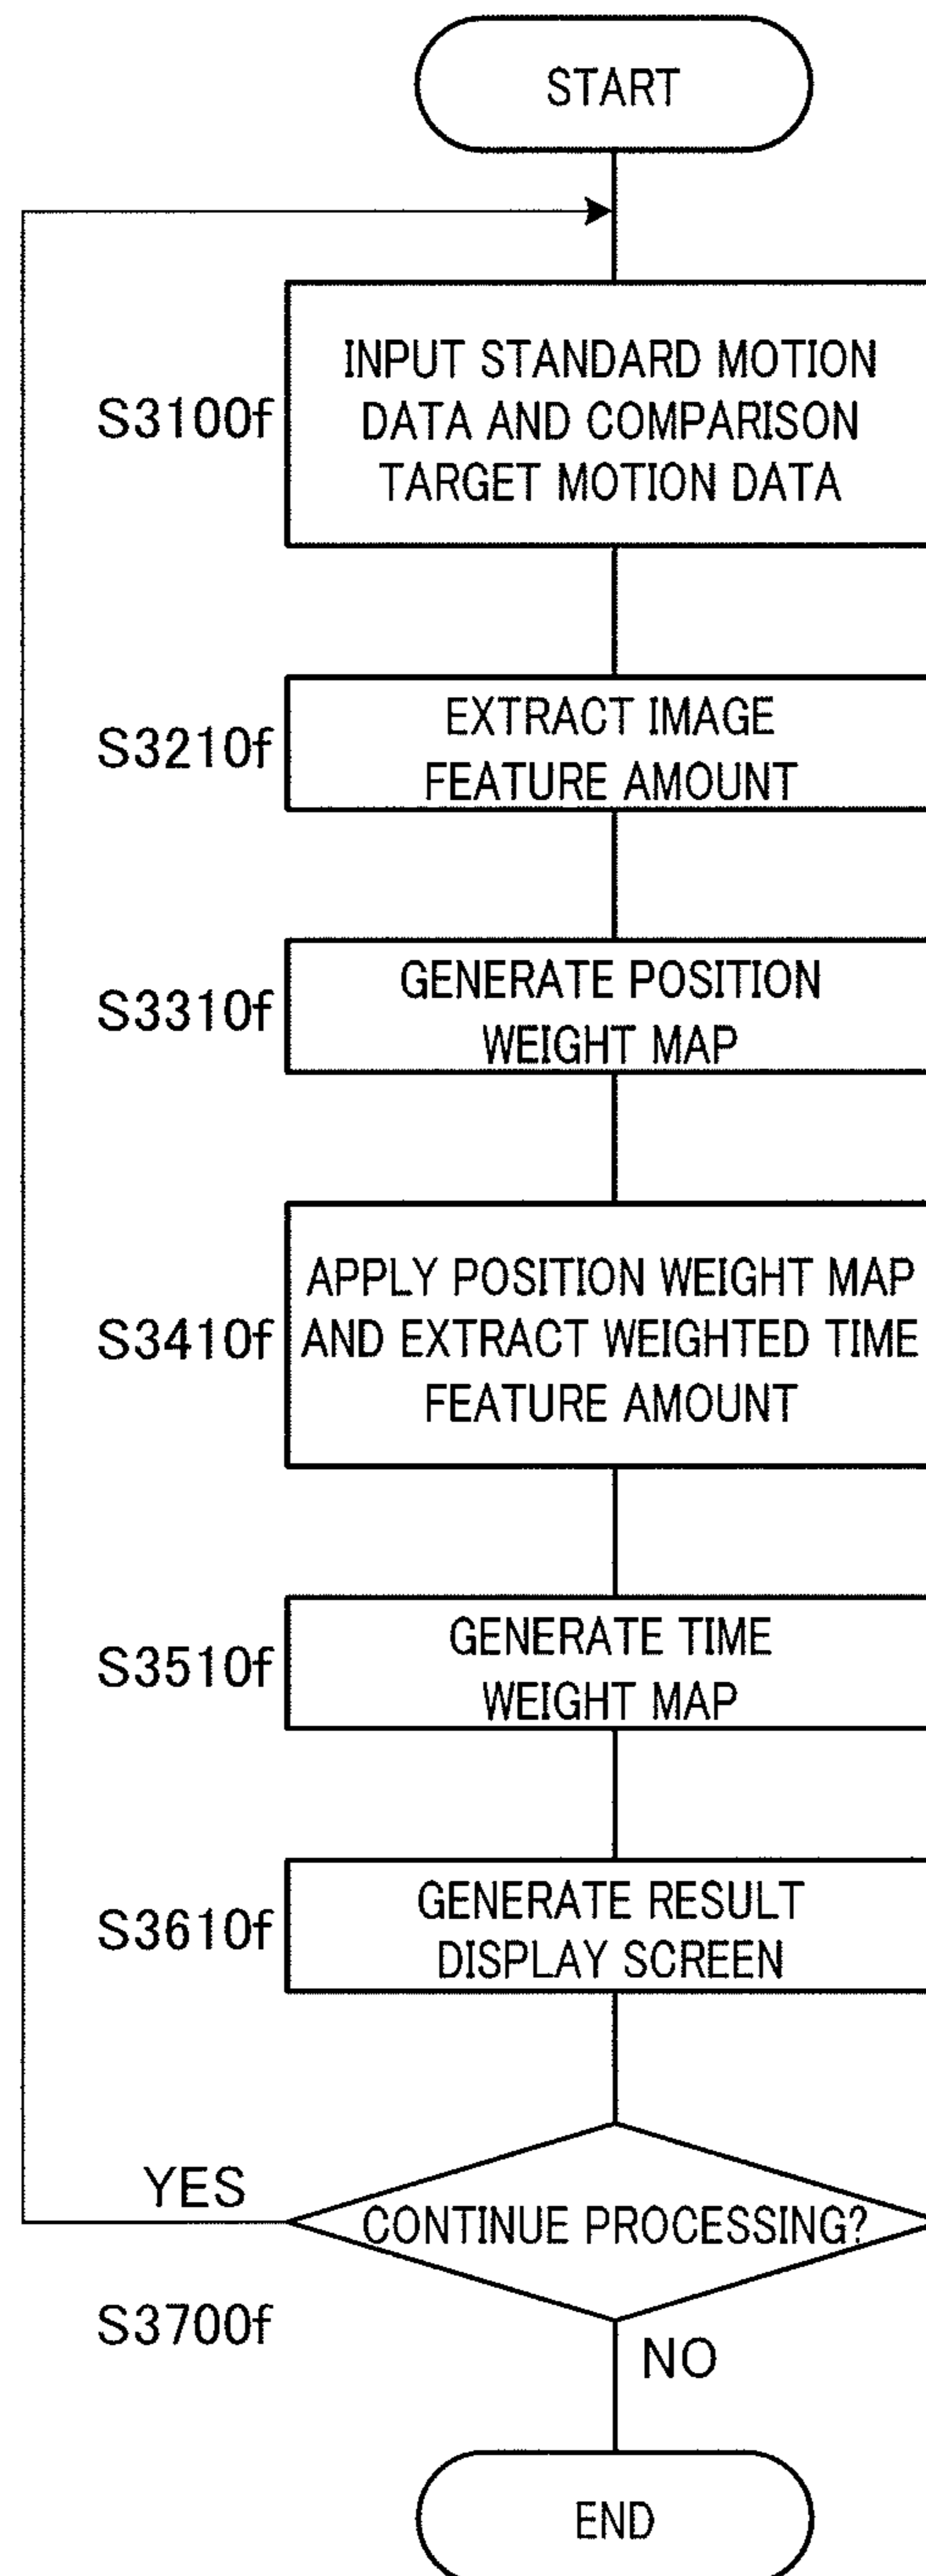 START
INPUT STANDARD MOTION
DATA AND COMPARISON
TARGET MOTION DATA
S3100f
EXTRACT IMAGE
FEATURE AMOUNT
S3210f
GENERATE POSITION
WEIGHT MAP
S3310f
APPLY POSITION WEIGHT MAP
AND EXTRACT WEIGHTED TIME
FEATURE AMOUNT
S3410f
GENERATE TIME
WEIGHT MAP
S3510f
GENERATE RESULT
DISPLAY SCREEN
S3610f
YES
CONTINUE PROCESSING?
S3700f
NO
END